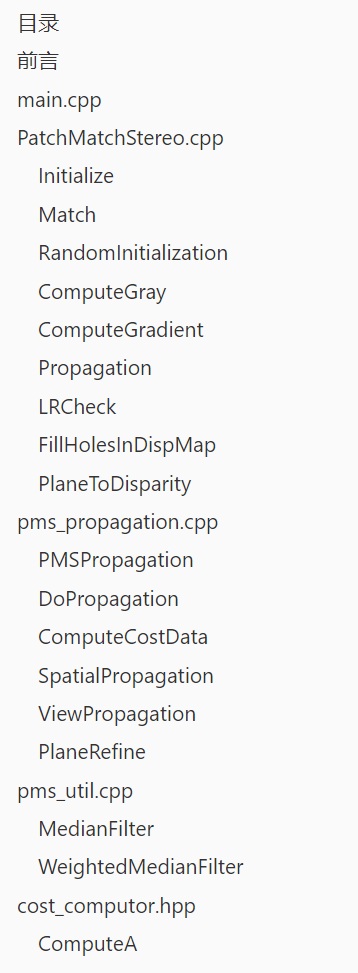 目录
前言
main.cpp
PatchMatchStereo.cpp
Initialize
Match
RandomInitialization
ComputeGray
ComputeGradient
Propagation
LRCheck
FillHolesInDispMap
PlaneToDisparity
pms_propagation.cpp
PMSPropagation
DoPropagation
ComputeCostData
SpatialPropagation
ViewPropagation
PlaneRefine
pms_util.cpp
MedianFilter
WeightedMedianFilter
cost_computor.hpp
ComputeA